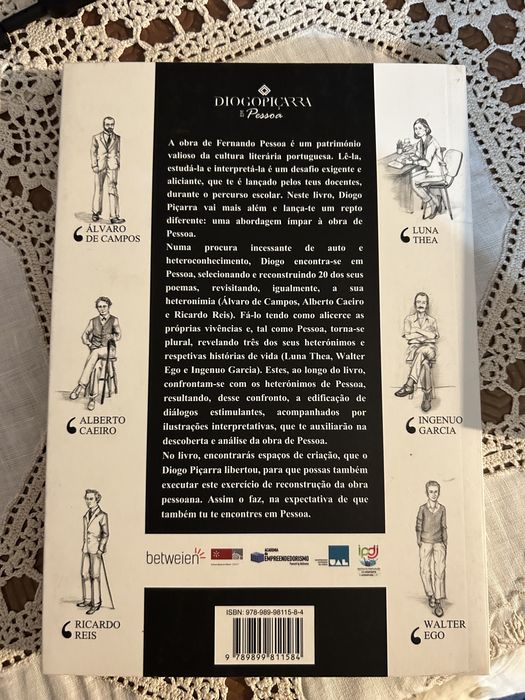 DIOGOPIÇARRA
EM Pessoa
A obra de Fernando Pessoa é um património
valioso da cultura literária portuguesa. Lê-la,
estudá-la e interpretá-la é um desafio exigente e
aliciante, que te é lançado pelos teus docentes,
durante o percurso escolar. Neste livro, Diogo
Piçarra vai mais além e lança-te um repto
diferente: uma abordagem ímpar à obra de
Pessoa.
Numa procura incessante de auto e
heteroconhecimento, Diogo encontra-se em
Pessoa, selecionando e reconstruindo 20 dos seus
poemas, revisitando, igualmente, a sua
heteronímia (Álvaro de Campos, Alberto Caeiro
e Ricardo Reis). Fá-lo tendo como alicerce as
próprias vivências e, tal como Pessoa, torna-se
plural, revelando três dos seus heterónimos e
respetivas histórias de vida (Luna Thea, Walter
Ego e Ingenuo Garcia). Estes, ao longo do livro,
confrontam-se com os heterónimos de Pessoa,
resultando, desse confronto, a edificação de
diálogos estimulantes, acompanhados por
ilustrações interpretativas, que te auxiliarão na
descoberta e análise da obra de Pessoa.
No livro, encontrarás espaços de criação, que o
Diogo Piçarra libertou, para que possas também
executar este exercício de reconstrução da obra
pessoana. Assim o faz, na expectativa de que
também tu te encontres em Pessoa.
ÁLVARO
DE CAMPOS
ALBERTO
CAEIRO
RICARDO
REIS
LUNA
THEA
INGENUO
GARCIA
WALTER
EGO
betweien
ACADEMIA
DE
EMPREENDEDORISMO
UAL
ipdj
ISBN 978-989-98115-8-4
9 789899 811584